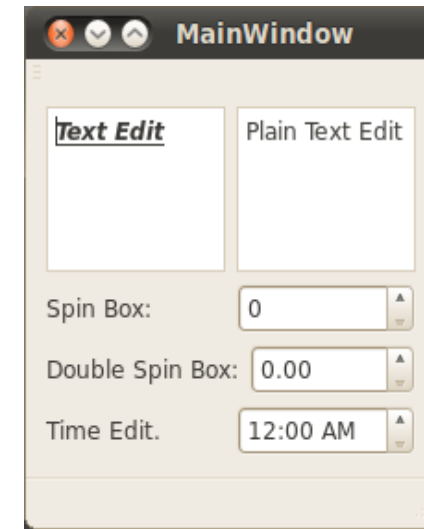 MainWindow
Text Edit
Plain Text Edit
Spin Box:
0
Double Spin Box:
0.00
Time Edit.
12:00 AM